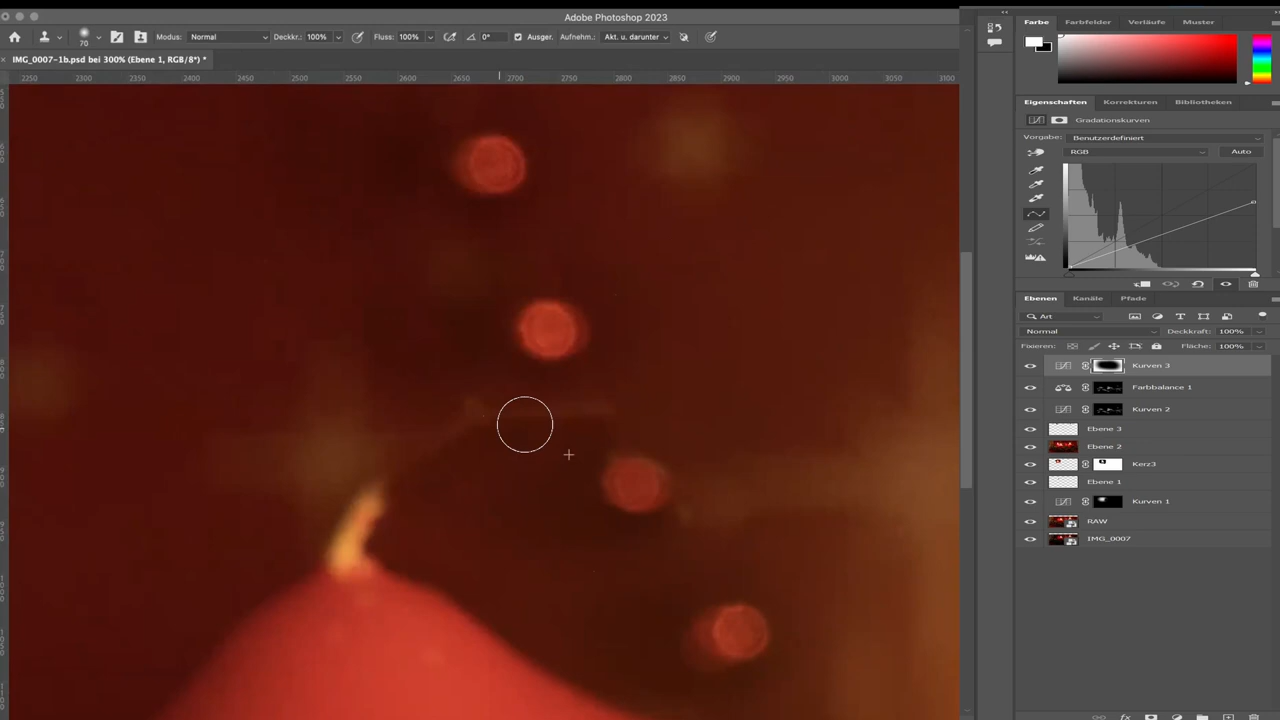 Adobe Photoshop 2023
70
Modus: Normal
Deckkr.: 100%
Fluss: 100%
0°
Ausger.
Aufnehm.: Akt. u. darunter
IMG_0007-1b.psd bei 300% (Ebene 1, RGB/8*) *
2250 2300 2350 2400 2450 2500 2550 2600 2650 2700 2750 2800 2850 2900 2950 3000 3050 3100
Farbe Farbfelder Verläufe Muster
Eigenschaften Korrekturen Bibliotheken
Gradationskurven
Vorgabe: Benutzerdefiniert
RGB Auto
Ebenen Kanäle Pfade
Art
Normal Deckkraft: 100%
Fixieren: Fläche: 100%
Kurven 3
Farbbalance 1
Kurven 2
Ebene 3
Ebene 2
Kerz3
Ebene 1
Kurven 1
RAW
IMG_0007
fx